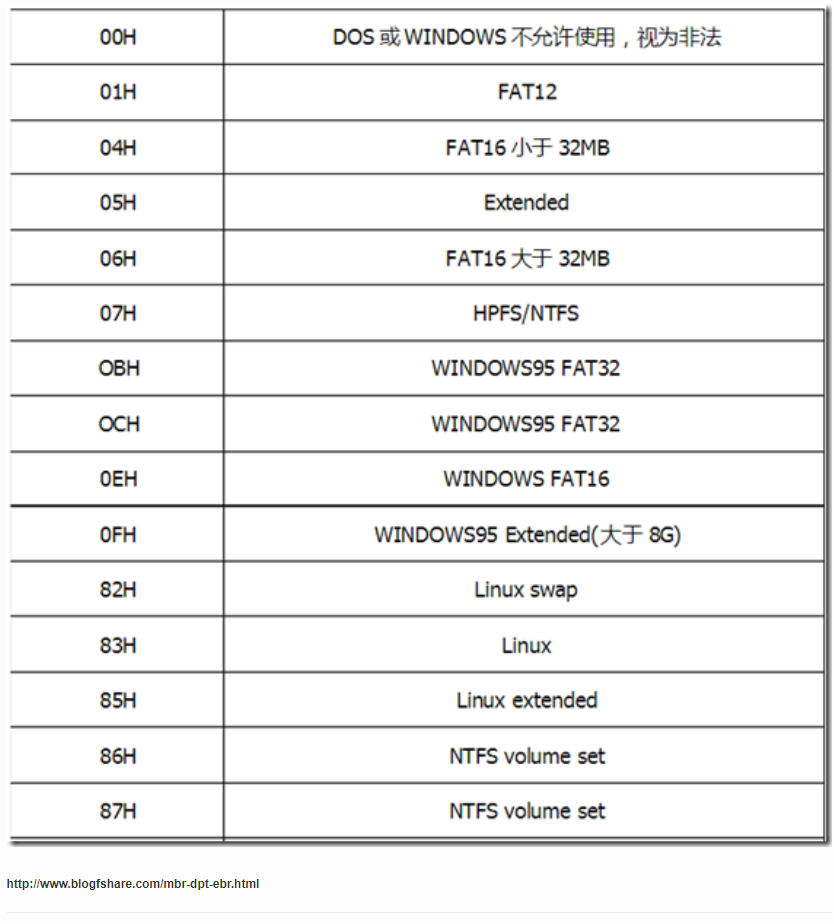 00H DOS 或 WINDOWS 不允许使用，视为非法
01H FAT12
04H FAT16 小于 32MB
05H Extended
06H FAT16 大于 32MB
07H HPFS/NTFS
OBH WINDOWS95 FAT32
OCH WINDOWS95 FAT32
0EH WINDOWS FAT16
0FH WINDOWS95 Extended(大于 8G)
82H Linux swap
83H Linux
85H Linux extended
86H NTFS volume set
87H NTFS volume set
http://www.blogfshare.com/mbr-dpt-ebr.html